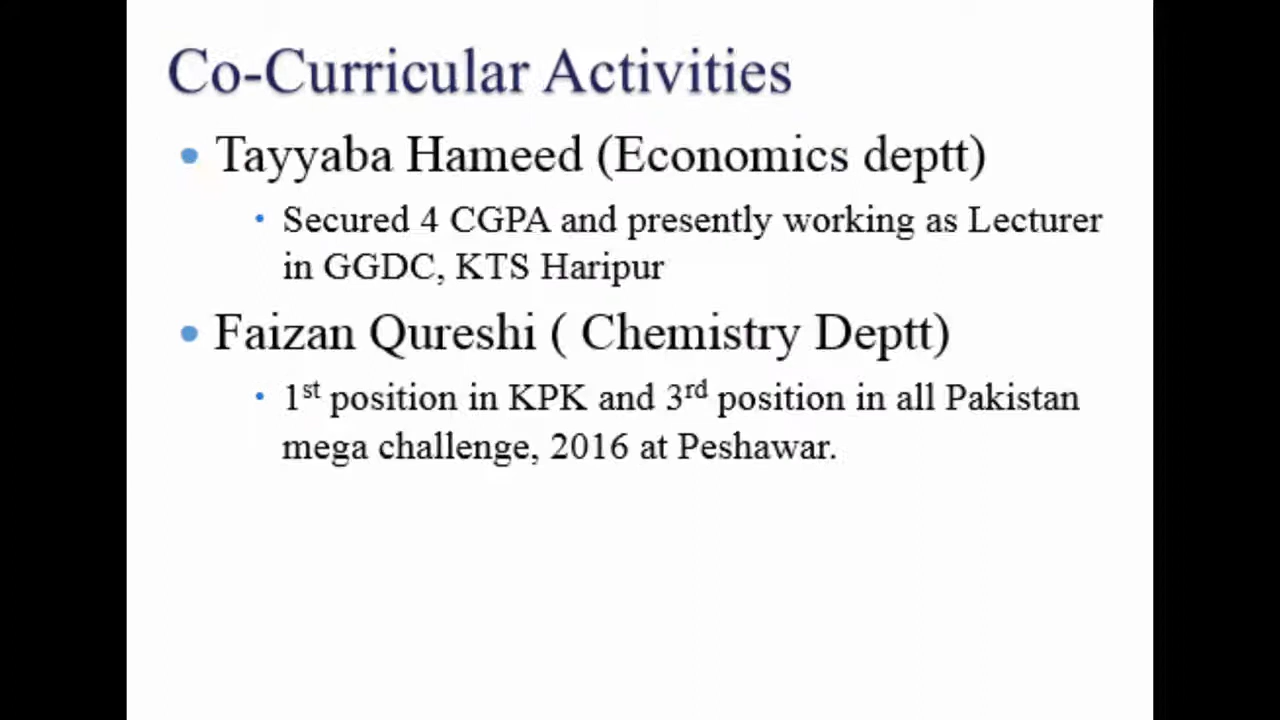 Co-Curricular Activities
• Tayyaba Hameed (Economics deptt)
• Secured 4 CGPA and presently working as Lecturer
in GGDC, KTS Haripur
• Faizan Qureshi ( Chemistry Deptt)
• 1st position in KPK and 3rd position in all Pakistan
mega challenge, 2016 at Peshawar.